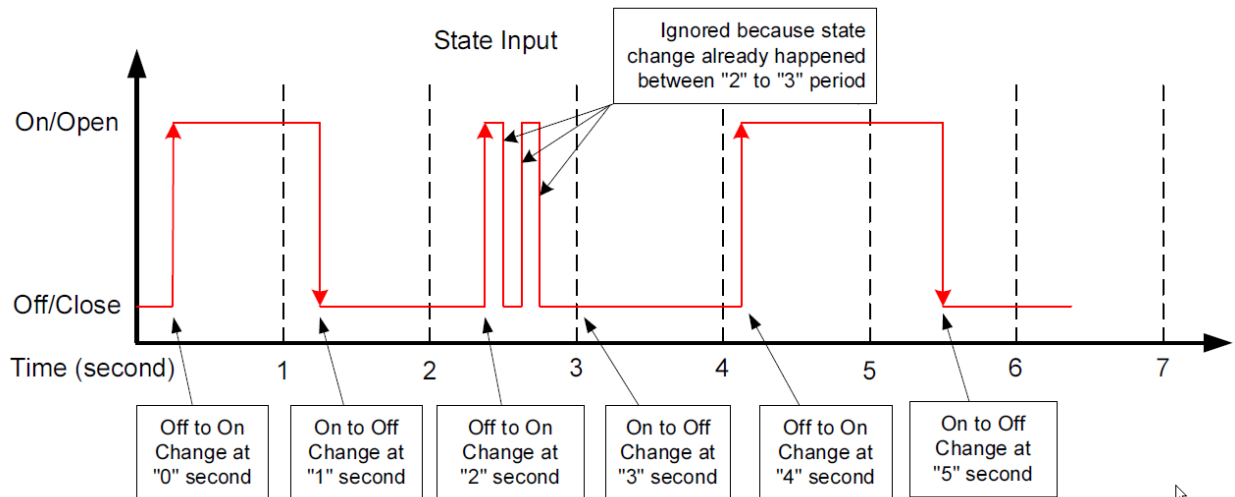 State Input
Ignored because state
change already happened
between "2" to "3" period
On/Open
Off/Close
Time (second)
1
2
3
4
5
6
7
Off to On
Change at
"0" second
On to Off
Change at
"1" second
Off to On
Change at
"2" second
On to Off
Change at
"3" second
Off to On
Change at
"4" second
On to Off
Change at
"5" second